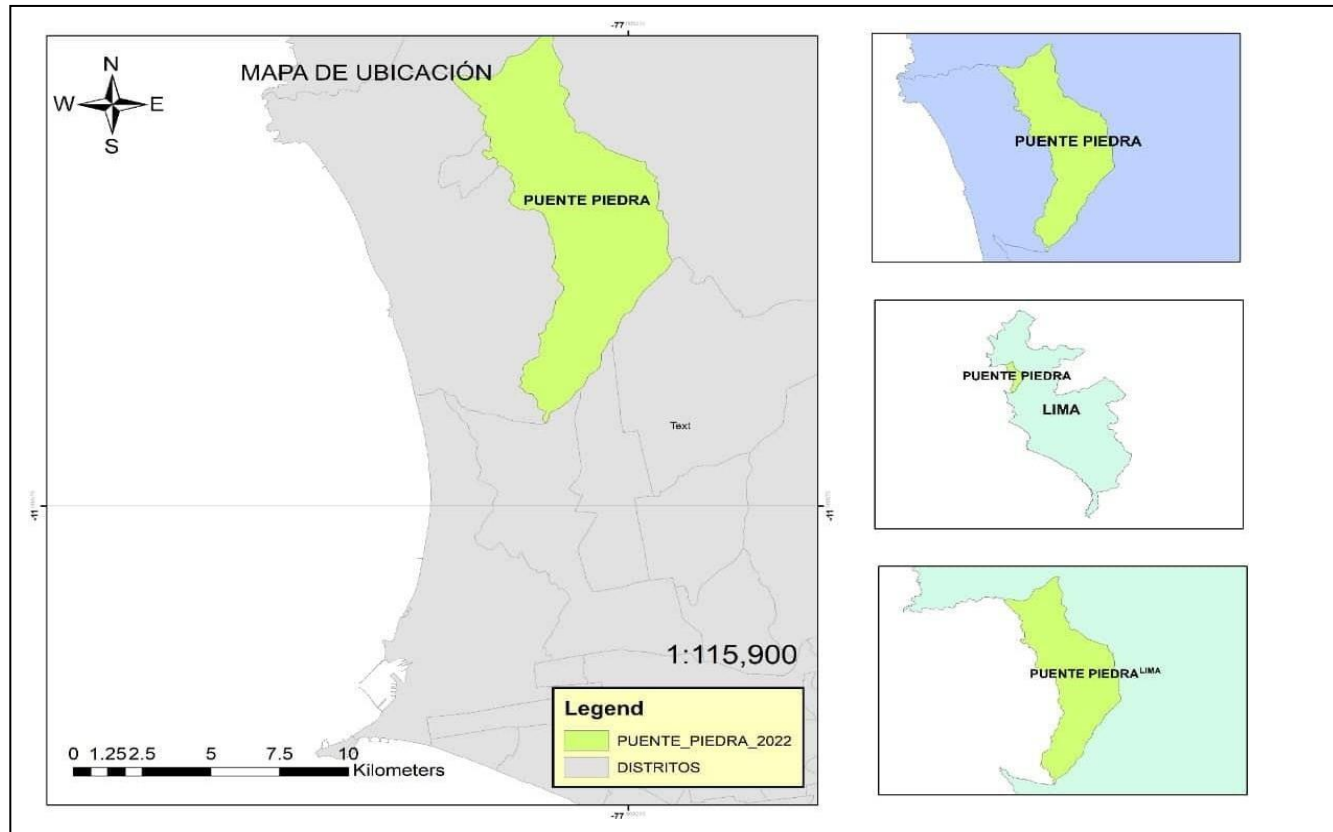 -77
MAPA DE UBICACIÓN
N
W E
S
PUENTE PIEDRA
Text
-11
-11
1:115,900
Legend
PUENTE_PIEDRA_2022
DISTRITOS
0 1.25 2.5 5 7.5 10
Kilometers
-77
PUENTE PIEDRA
PUENTE PIEDRA
LIMA
PUENTE PIEDRA LIMA